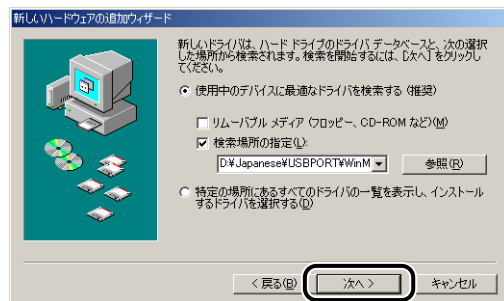 新しいハードウェアの追加ウィザード
新しいドライバは、ハード ドライブのドライバ データベースと、次の選択
した場所から検索されます。検索を開始するには、[次へ] をクリックし
てください。
使用中のデバイスに最適なドライバを検索する (推奨)
リムーバブル メディア (フロッピー、CD-ROM など)(M)
検索場所の指定(L):
D:¥Japanese¥USBPORT¥WinM
参照(R)
特定の場所にあるすべてのドライバの一覧を表示し、インストール
するドライバを選択する(D)
< 戻る(B)
次へ >
キャンセル